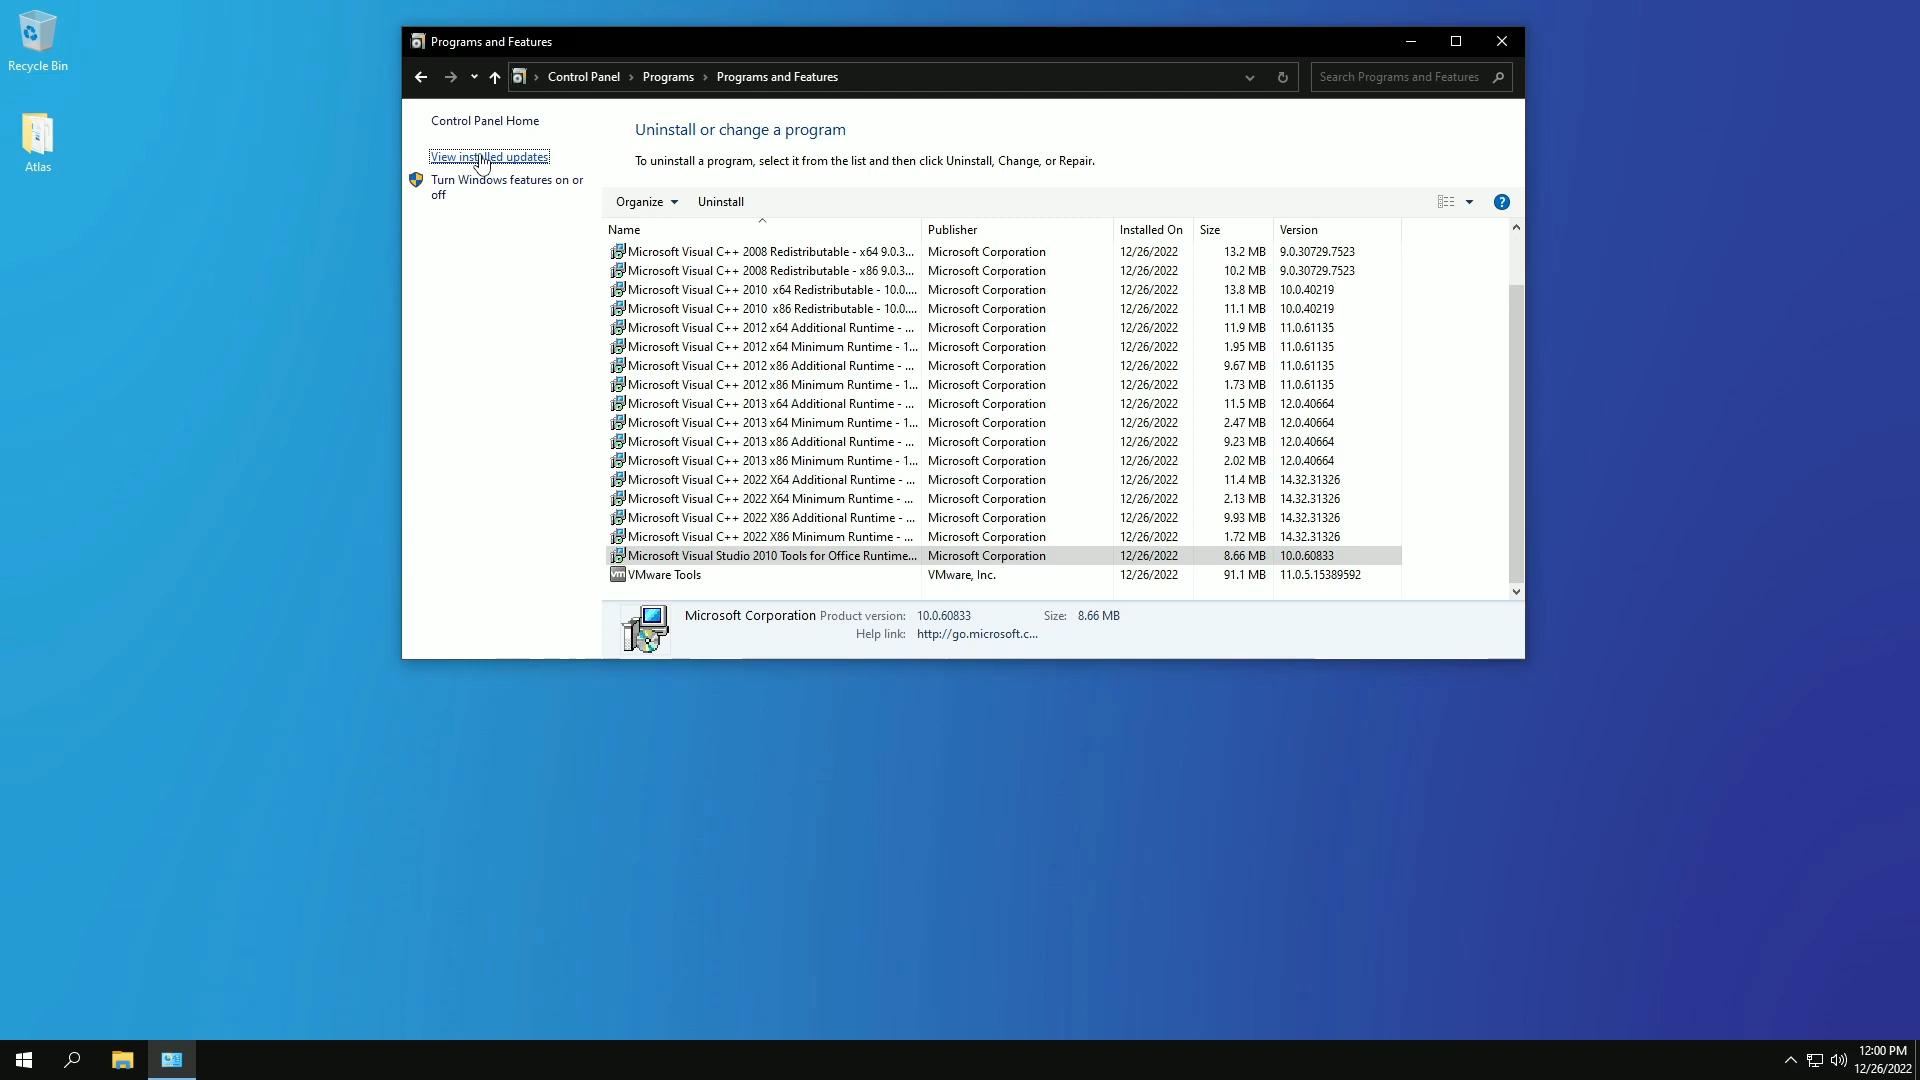 Recycle Bin
Atlas
Programs and Features
Control Panel > Programs > Programs and Features
Search Programs and Features
Control Panel Home
View installed updates
Turn Windows features on or
off
Uninstall or change a program
To uninstall a program, select it from the list and then click Uninstall, Change, or Repair.
Organize Uninstall
Name Publisher Installed On Size Version
Microsoft Visual C++ 2008 Redistributable - x64 9.0.3... Microsoft Corporation 12/26/2022 13.2 MB 9.0.30729.7523
Microsoft Visual C++ 2008 Redistributable - x86 9.0.3... Microsoft Corporation 12/26/2022 10.2 MB 9.0.30729.7523
Microsoft Visual C++ 2010  x64 Redistributable - 10.0.... Microsoft Corporation 12/26/2022 13.8 MB 10.0.40219
Microsoft Visual C++ 2010  x86 Redistributable - 10.0.... Microsoft Corporation 12/26/2022 11.1 MB 10.0.40219
Microsoft Visual C++ 2012 x64 Additional Runtime - ... Microsoft Corporation 12/26/2022 11.9 MB 11.0.61135
Microsoft Visual C++ 2012 x64 Minimum Runtime - 1... Microsoft Corporation 12/26/2022 1.95 MB 11.0.61135
Microsoft Visual C++ 2012 x86 Additional Runtime - ... Microsoft Corporation 12/26/2022 9.67 MB 11.0.61135
Microsoft Visual C++ 2012 x86 Minimum Runtime - 1... Microsoft Corporation 12/26/2022 1.73 MB 11.0.61135
Microsoft Visual C++ 2013 x64 Additional Runtime - ... Microsoft Corporation 12/26/2022 11.5 MB 12.0.40664
Microsoft Visual C++ 2013 x64 Minimum Runtime - 1... Microsoft Corporation 12/26/2022 2.47 MB 12.0.40664
Microsoft Visual C++ 2013 x86 Additional Runtime - ... Microsoft Corporation 12/26/2022 9.23 MB 12.0.40664
Microsoft Visual C++ 2013 x86 Minimum Runtime - 1... Microsoft Corporation 12/26/2022 2.02 MB 12.0.40664
Microsoft Visual C++ 2022 X64 Additional Runtime - ... Microsoft Corporation 12/26/2022 11.4 MB 14.32.31326
Microsoft Visual C++ 2022 X64 Minimum Runtime - ... Microsoft Corporation 12/26/2022 2.13 MB 14.32.31326
Microsoft Visual C++ 2022 X86 Additional Runtime - ... Microsoft Corporation 12/26/2022 9.93 MB 14.32.31326
Microsoft Visual C++ 2022 X86 Minimum Runtime - ... Microsoft Corporation 12/26/2022 1.72 MB 14.32.31326
Microsoft Visual Studio 2010 Tools for Office Runtime... Microsoft Corporation 12/26/2022 8.66 MB 10.0.60833
vm VMware Tools VMware, Inc. 12/26/2022 91.1 MB 11.0.5.15389592
Microsoft Corporation Product version: 10.0.60833 Size: 8.66 MB
Help link: http://go.microsoft.c...
12:00 PM
12/26/2022